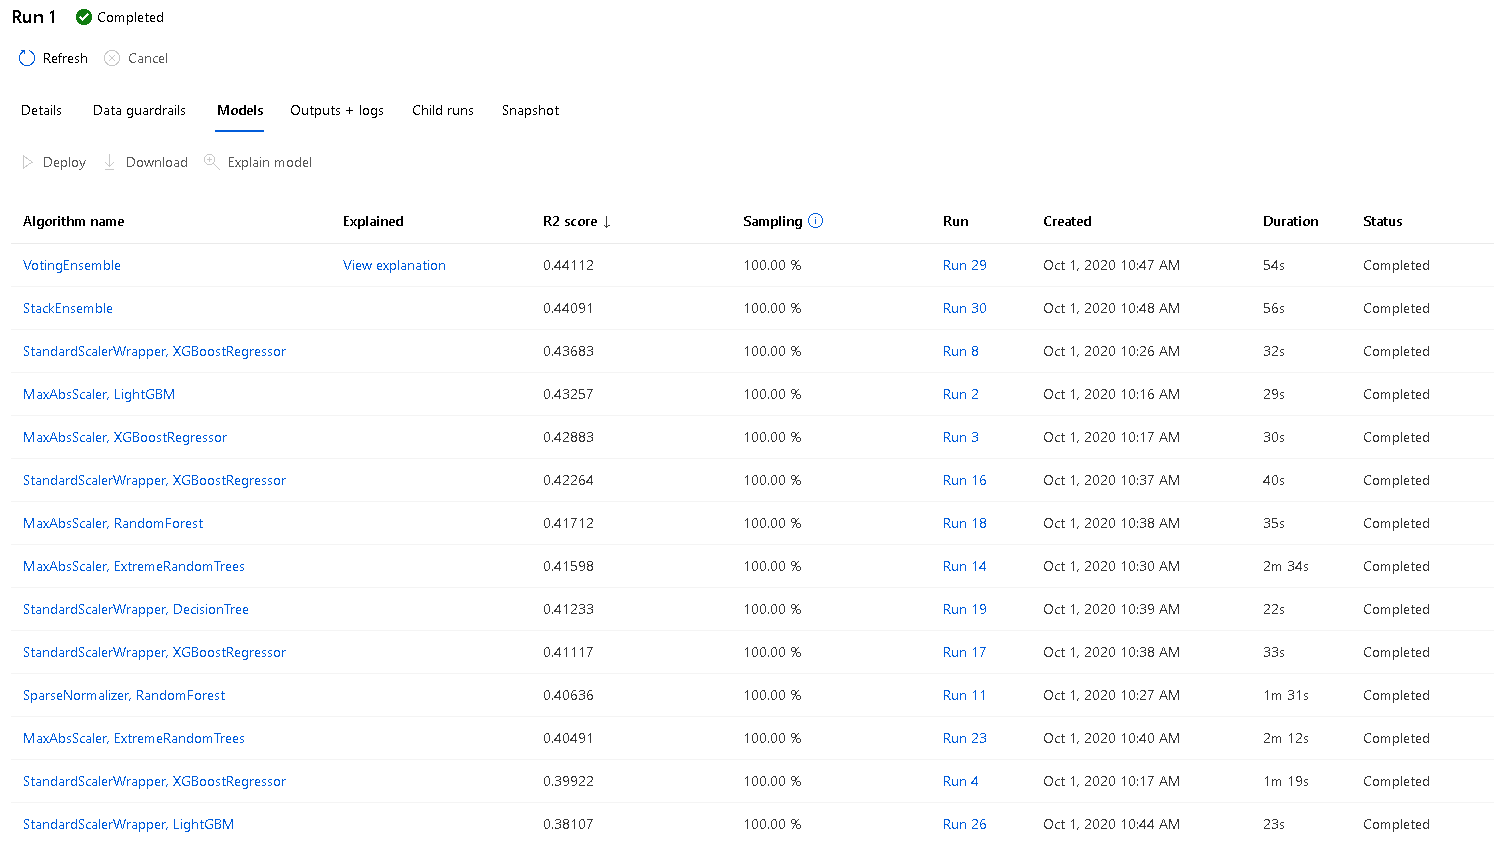 Run 1 Completed
Refresh Cancel
Details Data guardrails Models Outputs + logs Child runs Snapshot
Deploy Download Explain model
Algorithm name Explained R2 score ↓ Sampling Run Created Duration Status
VotingEnsemble View explanation 0.44112 100.00 % Run 29 Oct 1, 2020 10:47 AM 54s Completed
StackEnsemble 0.44091 100.00 % Run 30 Oct 1, 2020 10:48 AM 56s Completed
StandardScalerWrapper, XGBoostRegressor 0.43683 100.00 % Run 8 Oct 1, 2020 10:26 AM 32s Completed
MaxAbsScaler, LightGBM 0.43257 100.00 % Run 2 Oct 1, 2020 10:16 AM 29s Completed
MaxAbsScaler, XGBoostRegressor 0.42883 100.00 % Run 3 Oct 1, 2020 10:17 AM 30s Completed
StandardScalerWrapper, XGBoostRegressor 0.42264 100.00 % Run 16 Oct 1, 2020 10:37 AM 40s Completed
MaxAbsScaler, RandomForest 0.41712 100.00 % Run 18 Oct 1, 2020 10:38 AM 35s Completed
MaxAbsScaler, ExtremeRandomTrees 0.41598 100.00 % Run 14 Oct 1, 2020 10:30 AM 2m 34s Completed
StandardScalerWrapper, DecisionTree 0.41233 100.00 % Run 19 Oct 1, 2020 10:39 AM 22s Completed
StandardScalerWrapper, XGBoostRegressor 0.41117 100.00 % Run 17 Oct 1, 2020 10:38 AM 33s Completed
SparseNormalizer, RandomForest 0.40636 100.00 % Run 11 Oct 1, 2020 10:27 AM 1m 31s Completed
MaxAbsScaler, ExtremeRandomTrees 0.40491 100.00 % Run 23 Oct 1, 2020 10:40 AM 2m 12s Completed
StandardScalerWrapper, XGBoostRegressor 0.39922 100.00 % Run 4 Oct 1, 2020 10:17 AM 1m 19s Completed
StandardScalerWrapper, LightGBM 0.38107 100.00 % Run 26 Oct 1, 2020 10:44 AM 23s Completed